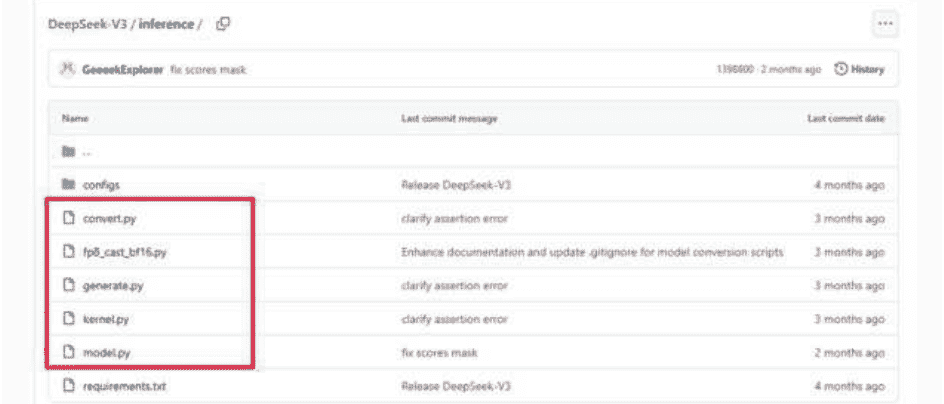 DeepSeek-V3 / inference /
GeeeekExplorer fix scores mask 1398800 · 2 months ago History
Name Last commit message Last commit date
..
configs Release DeepSeek-V3 4 months ago
convert.py clarify assertion error 3 months ago
fp8_cast_bf16.py Enhance documentation and update .gitignore for model conversion scripts 3 months ago
generate.py clarify assertion error 3 months ago
kernel.py clarify assertion error 3 months ago
model.py fix scores mask 2 months ago
requirements.txt Release DeepSeek-V3 4 months ago